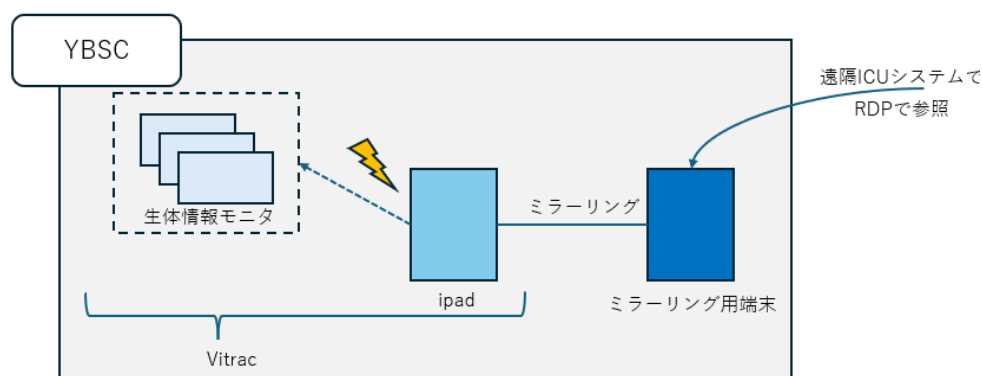 YBSC
遠隔ICUシステムで
RDPで参照
生体情報モニタ
ミラーリング
ipad
ミラーリング用端末
Vitrac